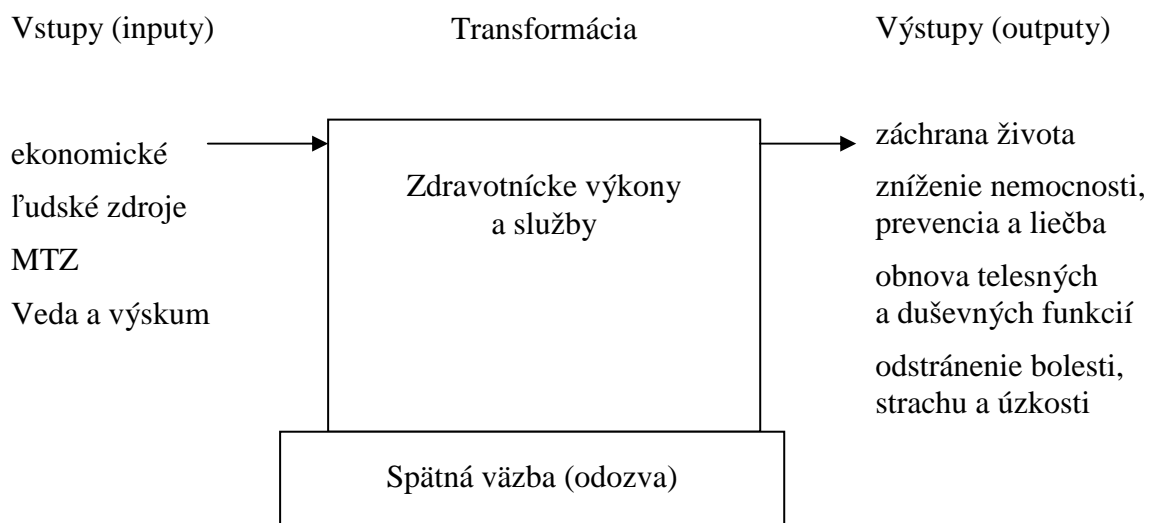 Vstupy (inputy)
Transformácia
Výstupy (outputy)
ekonomické
ľudské zdroje
MTZ
Veda a výskum
Zdravotnícke výkony
a služby
záchrana života
zníženie nemocnosti,
prevencia a liečba
obnova telesných
a duševných funkcií
odstránenie bolesti,
strachu a úzkosti
Spätná väzba (odozva)